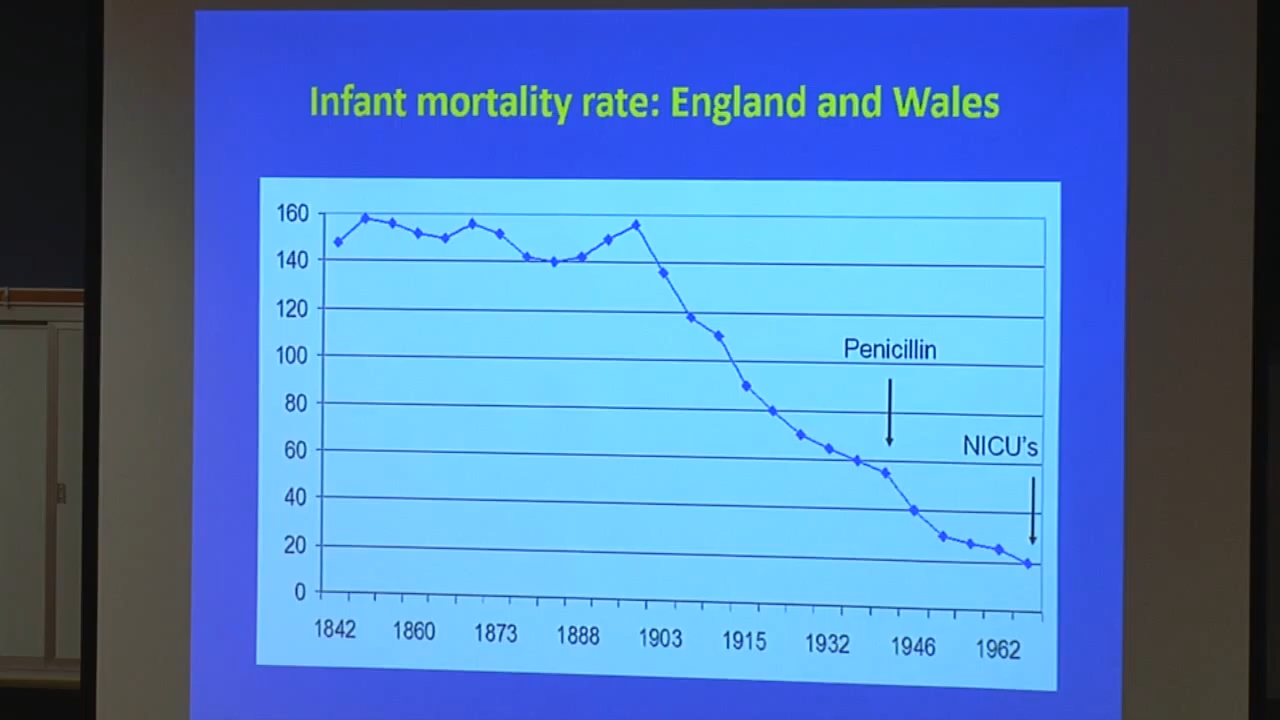 Infant mortality rate: England and Wales
160
140
120
100
80
60
40
20
0
Penicillin
NICU's
1842 1860 1873 1888 1903 1915 1932 1946 1962